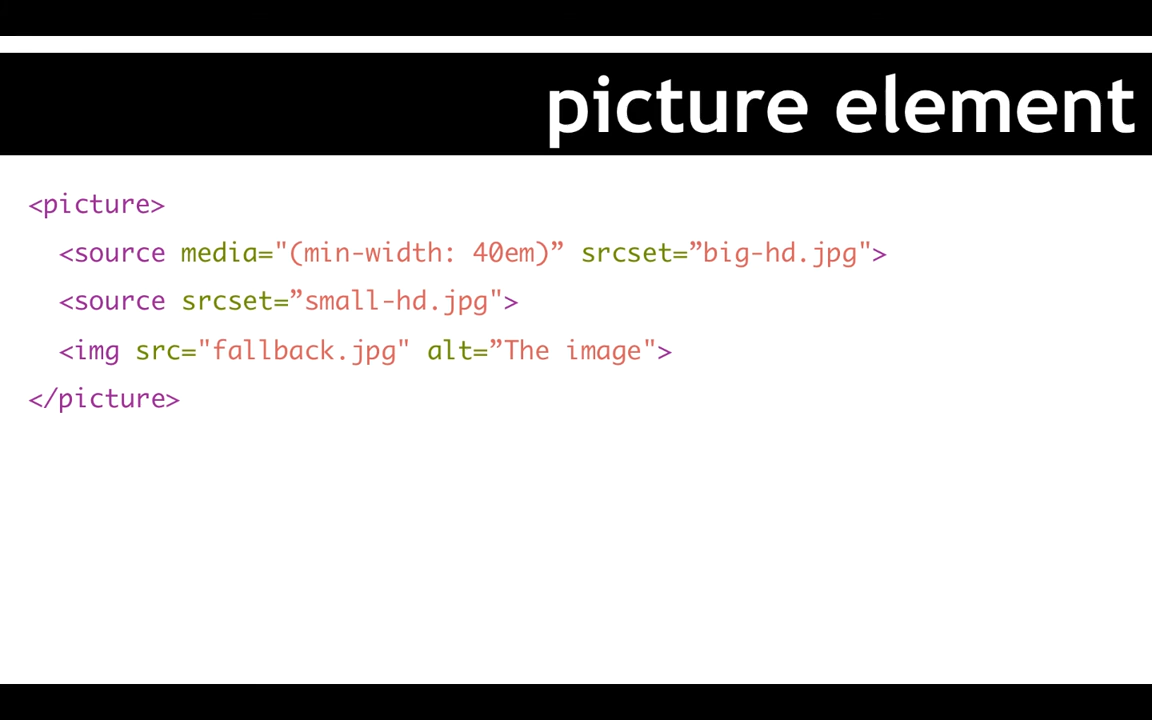 picture element
<picture>
<source media="(min-width: 40em)” srcset=”big-hd.jpg">
<source srcset=”small-hd.jpg">
<img src="fallback.jpg" alt=”The image">
</picture>